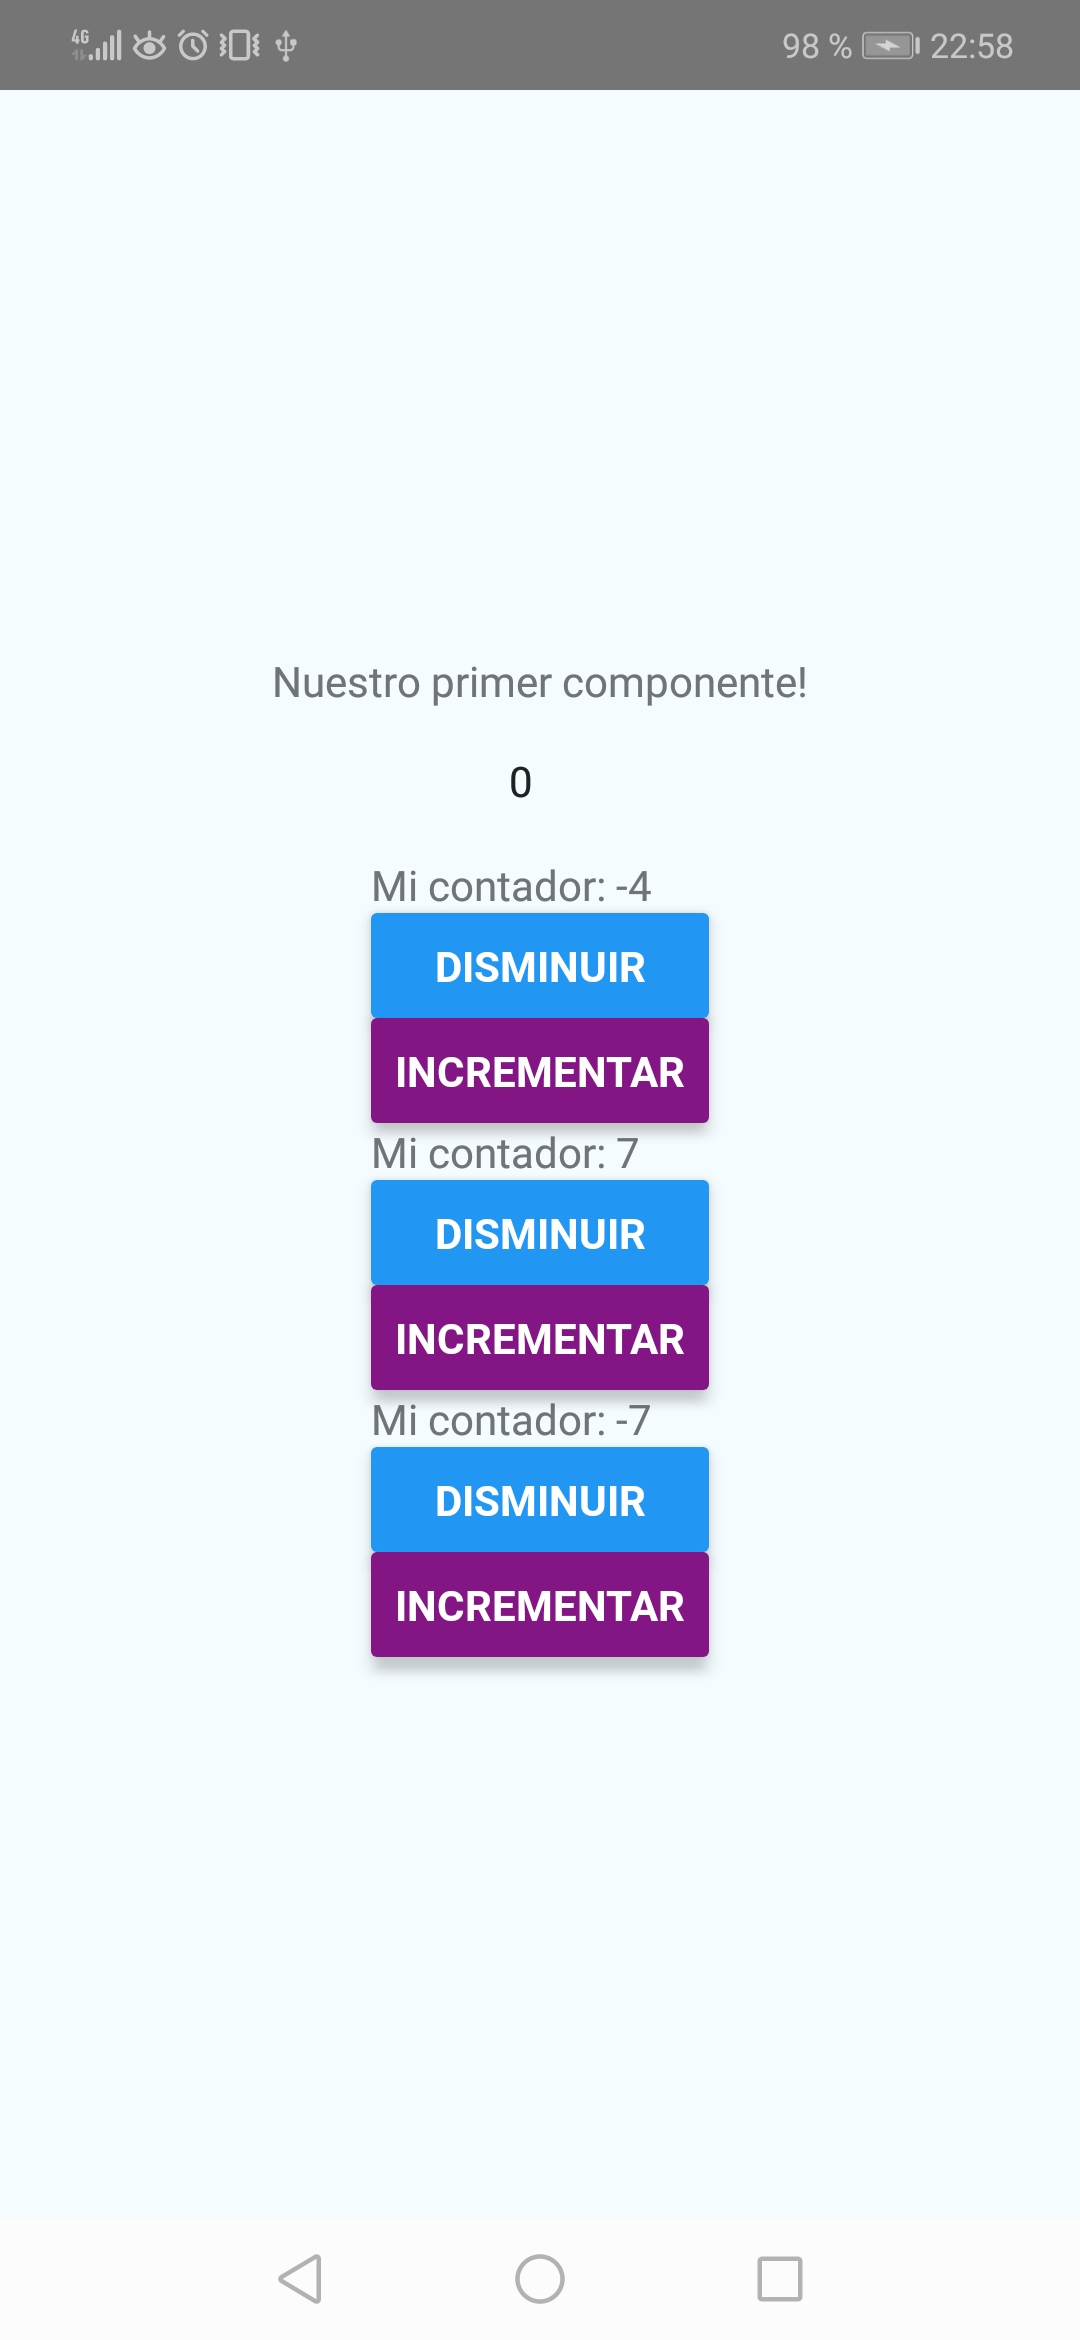 4G 98 % 22:58
Nuestro primer componente!
0
Mi contador: -4
DISMINUIR
INCREMENTAR
Mi contador: 7
DISMINUIR
INCREMENTAR
Mi contador: -7
DISMINUIR
INCREMENTAR